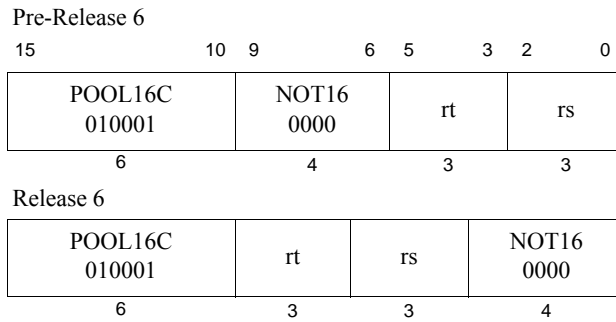 Pre-Release 6
15 10 9 6 5 3 2 0
POOL16C NOT16 rt rs
010001 0000
6 4 3 3
Release 6
POOL16C rt rs NOT16
010001 0000
6 3 3 4